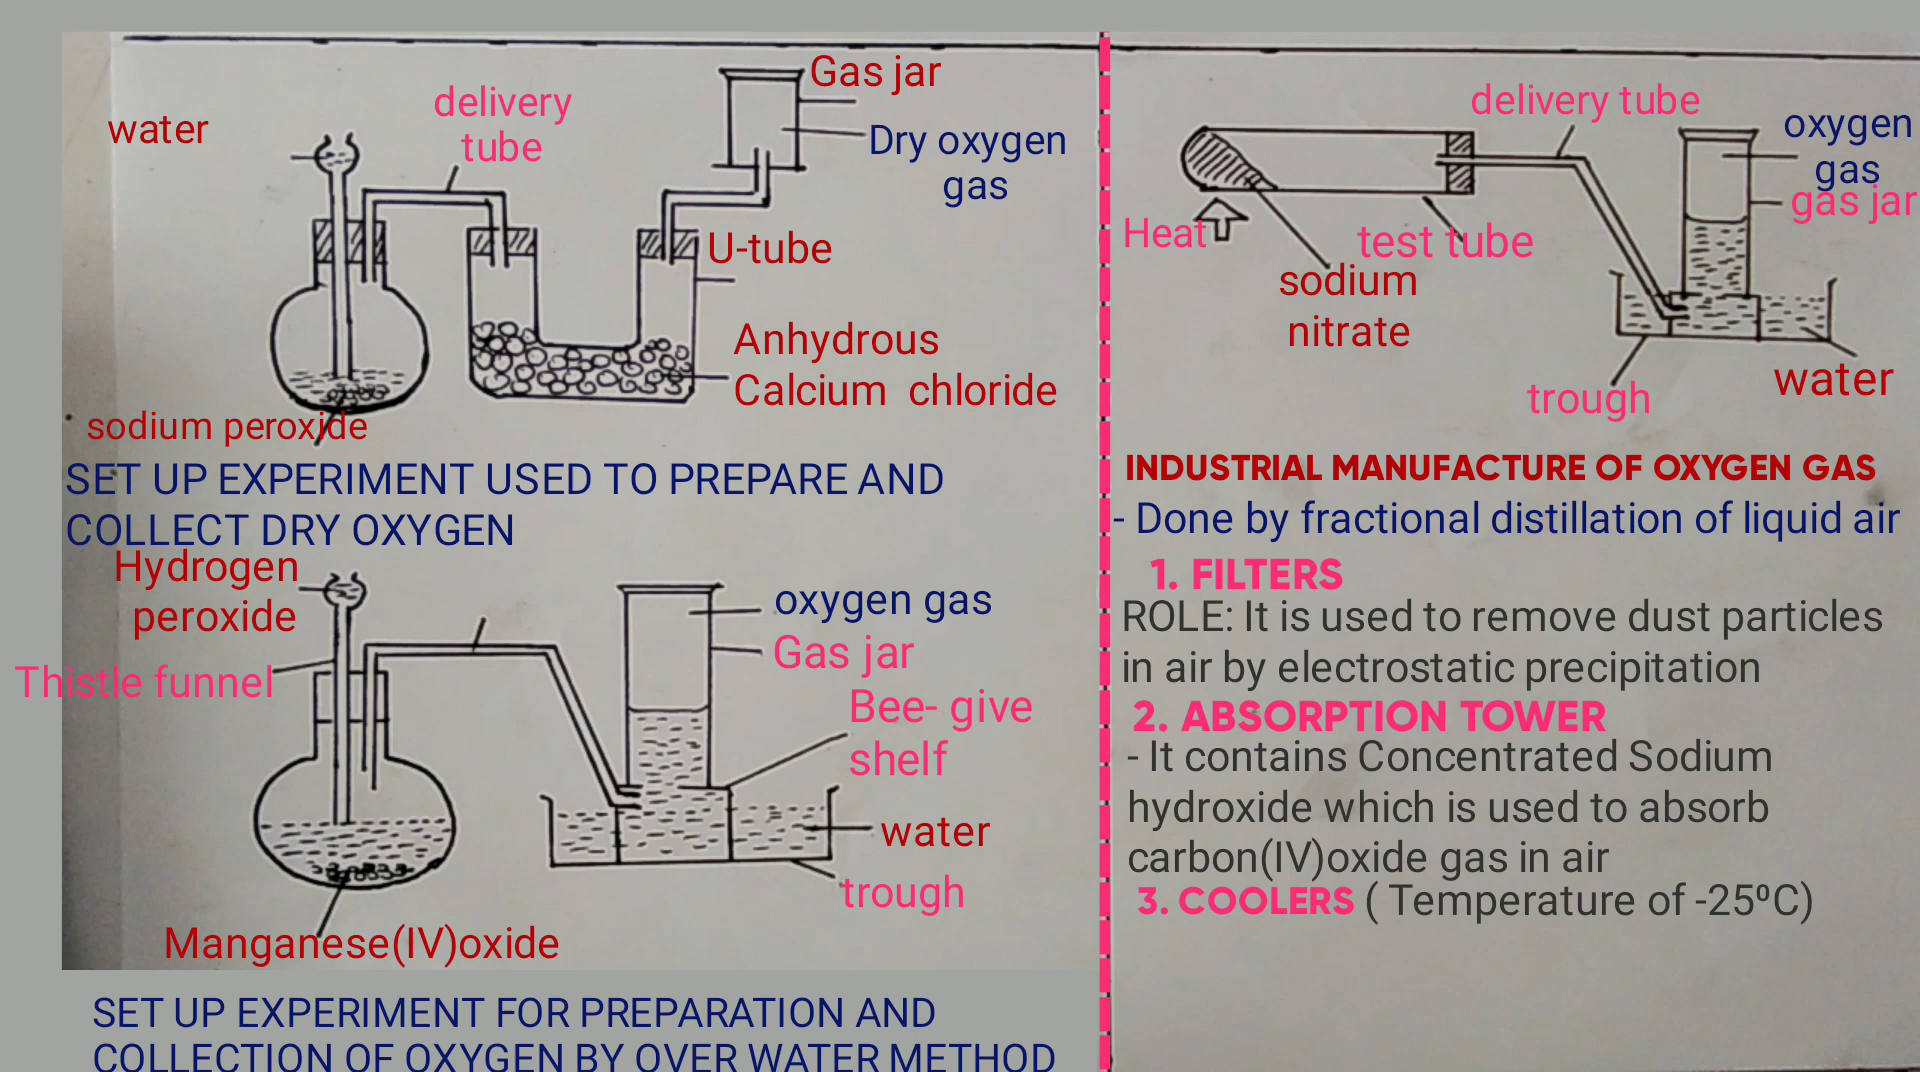 Gas jar
delivery
tube
water
Dry oxygen
gas
U-tube
Anhydrous
Calcium chloride
sodium peroxide
SET UP EXPERIMENT USED TO PREPARE AND
COLLECT DRY OXYGEN
Hydrogen
peroxide
oxygen gas
Thistle funnel
Gas jar
Bee- give
shelf
water
trough
Manganese(IV)oxide
SET UP EXPERIMENT FOR PREPARATION AND
COLLECTION OF OXYGEN BY OVER WATER METHOD
delivery tube
oxygen
gas
gas jar
Heat
test tube
sodium
nitrate
water
trough
INDUSTRIAL MANUFACTURE OF OXYGEN GAS
- Done by fractional distillation of liquid air
1. FILTERS
ROLE: It is used to remove dust particles
in air by electrostatic precipitation
2. ABSORPTION TOWER
- It contains Concentrated Sodium
hydroxide which is used to absorb
carbon(IV)oxide gas in air
3. COOLERS ( Temperature of -25⁰C)